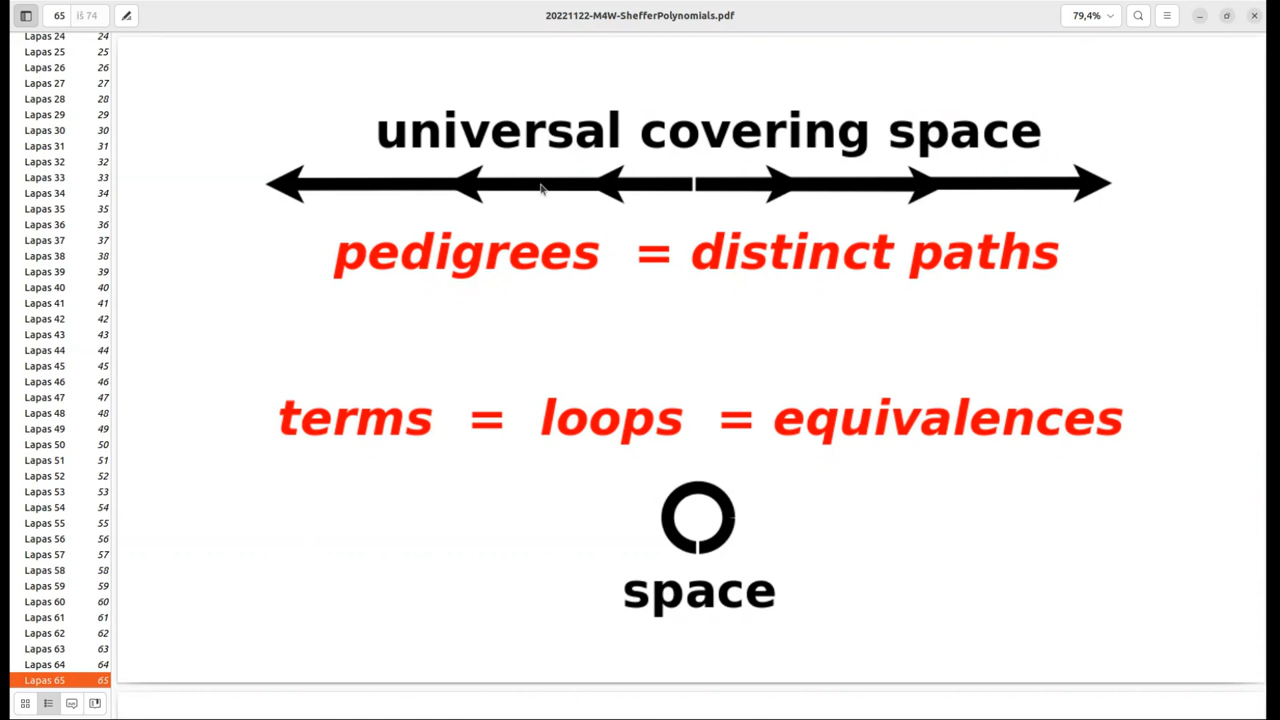 65 iš 74
20221122-M4W-ShefferPolynomials.pdf
79,4%
Lapas 24 24
Lapas 25 25
Lapas 26 26
Lapas 27 27
Lapas 28 28
Lapas 29 29
Lapas 30 30
Lapas 31 31
Lapas 32 32
Lapas 33 33
Lapas 34 34
Lapas 35 35
Lapas 36 36
Lapas 37 37
Lapas 38 38
Lapas 39 39
Lapas 40 40
Lapas 41 41
Lapas 42 42
Lapas 43 43
Lapas 44 44
Lapas 45 45
Lapas 46 46
Lapas 47 47
Lapas 48 48
Lapas 49 49
Lapas 50 50
Lapas 51 51
Lapas 52 52
Lapas 53 53
Lapas 54 54
Lapas 55 55
Lapas 56 56
Lapas 57 57
Lapas 58 58
Lapas 59 59
Lapas 60 60
Lapas 61 61
Lapas 62 62
Lapas 63 63
Lapas 64 64
Lapas 65 65
universal covering space
pedigrees = distinct paths
terms = loops = equivalences
space